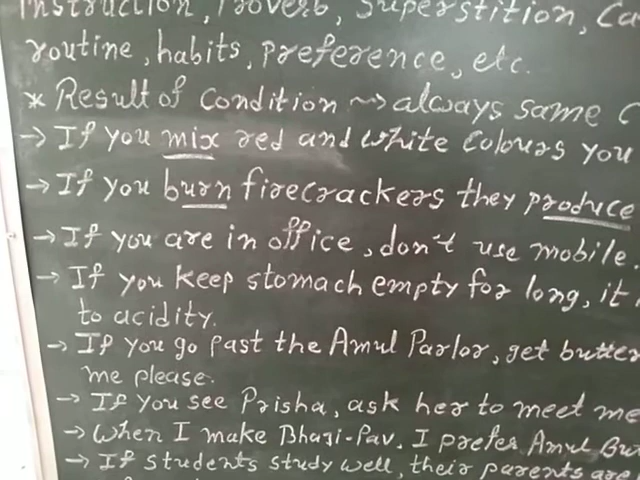 Instruction, Proverb, Superstition, Ca
routine, habits, preference, etc.
* Result of Condition ~> always same (
→ If you mix red and white Colours you
→ If you burn firecrackers they produce
→ If you are in office, don't use mobile.
→ If you keep stomach empty for long, it
to acidity.
→ If you go past the Amul Parlor, get butter
me please.
→ If you see Prisha, ask her to meet me
→ When I make Bhaji-Pav. I prefer Amul Bu
→ If students study well, their parents are